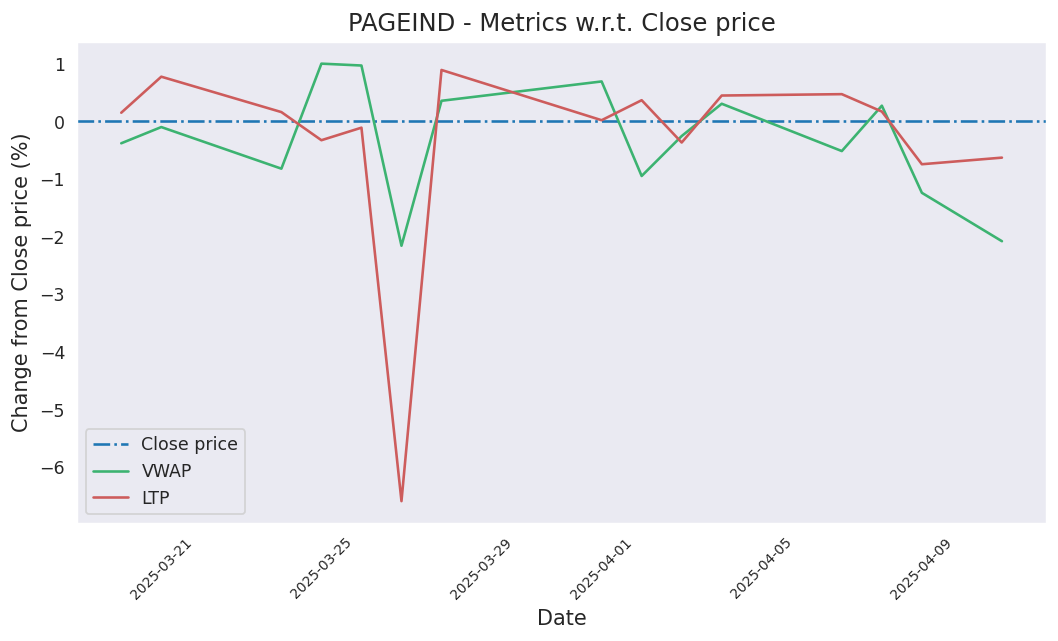 PAGEIND - Metrics w.r.t. Close price
Change from Close price (%)
1
0
−1
−2
−3
−4
−5
−6
Close price
VWAP
LTP
2025-03-21
2025-03-25
2025-03-29
2025-04-01
2025-04-05
2025-04-09
Date